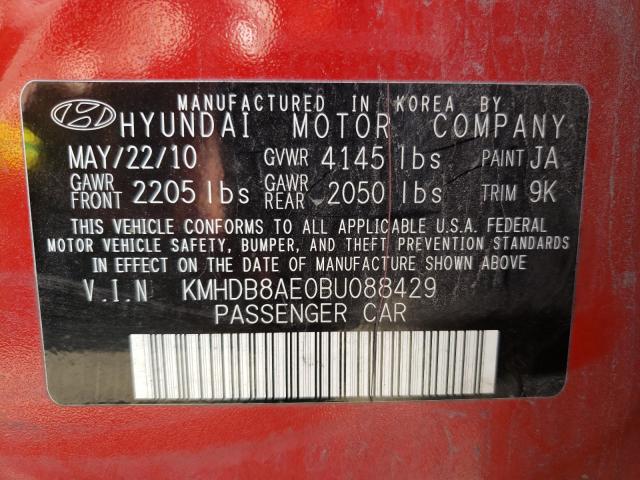 MANUFACTURED IN KOREA BY
HYUNDAI MOTOR COMPANY
MAY/22/10 GVWR 4145 lbs PAINT JA
GAWR FRONT 2205 lbs GAWR REAR 2050 lbs TRIM 9K
THIS VEHICLE CONFORMS TO ALL APPLICABLE U.S.A. FEDERAL
MOTOR VEHICLE SAFETY, BUMPER, AND THEFT PREVENTION STANDARDS
IN EFFECT ON THE DATE OF MANUFACTURE SHOWN ABOVE.
V.I.N KMHDB8AE0BU088429
PASSENGER CAR